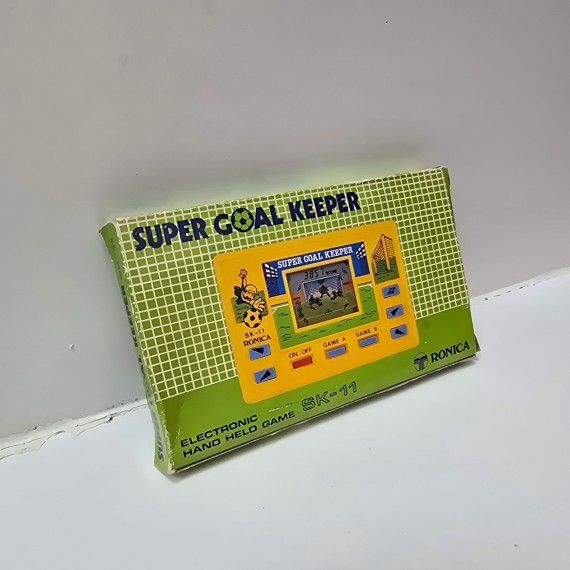 SUPER GOAL KEEPER
SUPER GOAL KEEPER
3857
SK-11
RONICA
ON/OFF
GAME A
GAME B
RONICA
ELECTRONIC
HAND HELD GAME SK-11